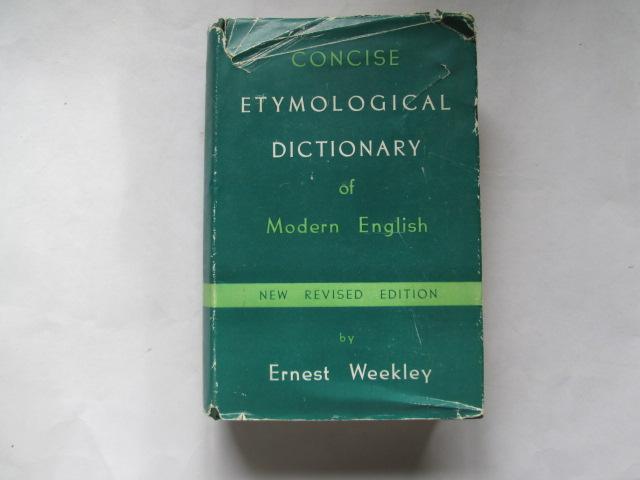 CONCISE
ETYMOLOGICAL
DICTIONARY
of
Modern English
NEW REVISED EDITION
by
Ernest Weekley